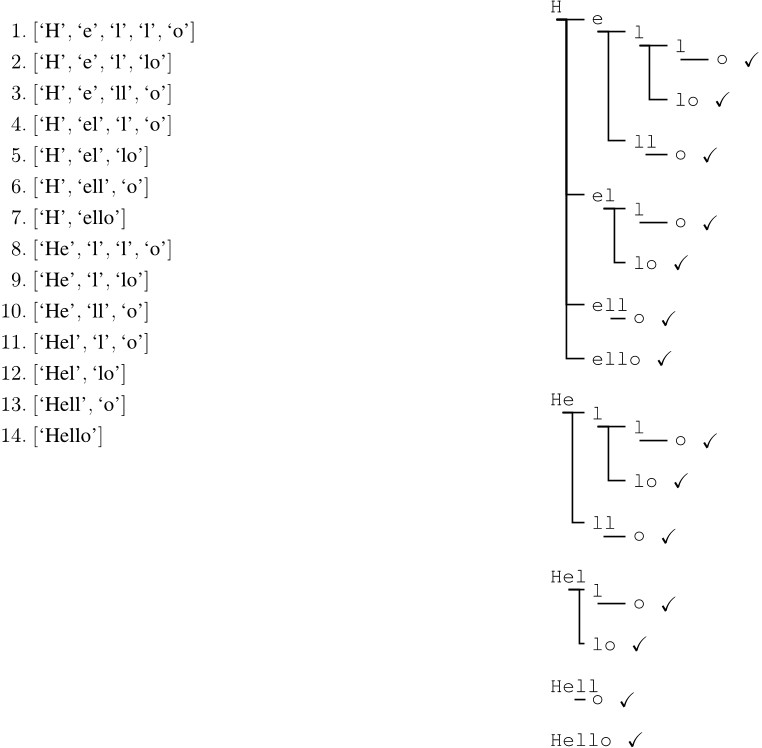 1. [‘H’, ‘e’, ‘l’, ‘l’, ‘o’]
2. [‘H’, ‘e’, ‘l’, ‘lo’]
3. [‘H’, ‘e’, ‘ll’, ‘o’]
4. [‘H’, ‘el’, ‘l’, ‘o’]
5. [‘H’, ‘el’, ‘lo’]
6. [‘H’, ‘ell’, ‘o’]
7. [‘H’, ‘ello’]
8. [‘He’, ‘l’, ‘l’, ‘o’]
9. [‘He’, ‘l’, ‘lo’]
10. [‘He’, ‘ll’, ‘o’]
11. [‘Hel’, ‘l’, ‘o’]
12. [‘Hel’, ‘lo’]
13. [‘Hell’, ‘o’]
14. [‘Hello’]
H
e
l
l
o ✓
lo ✓
ll
o ✓
el
l
o ✓
lo ✓
ell
o ✓
ello ✓
He
l
l
o ✓
lo ✓
ll
o ✓
Hel
l
o ✓
lo ✓
Hell
o ✓
Hello ✓